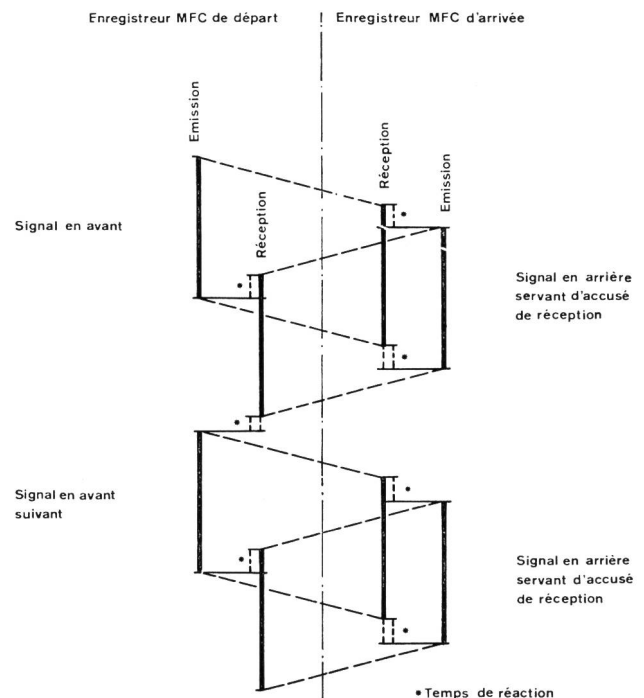 Enregistreur MFC de départ
Enregistreur MFC d'arrivée
Emission
Réception
Réception
Emission
Signal en avant
Signal en arrière
servant d'accusé
de réception
Signal en avant
suivant
Signal en arrière
servant d'accusé
de réception
• Temps de réaction